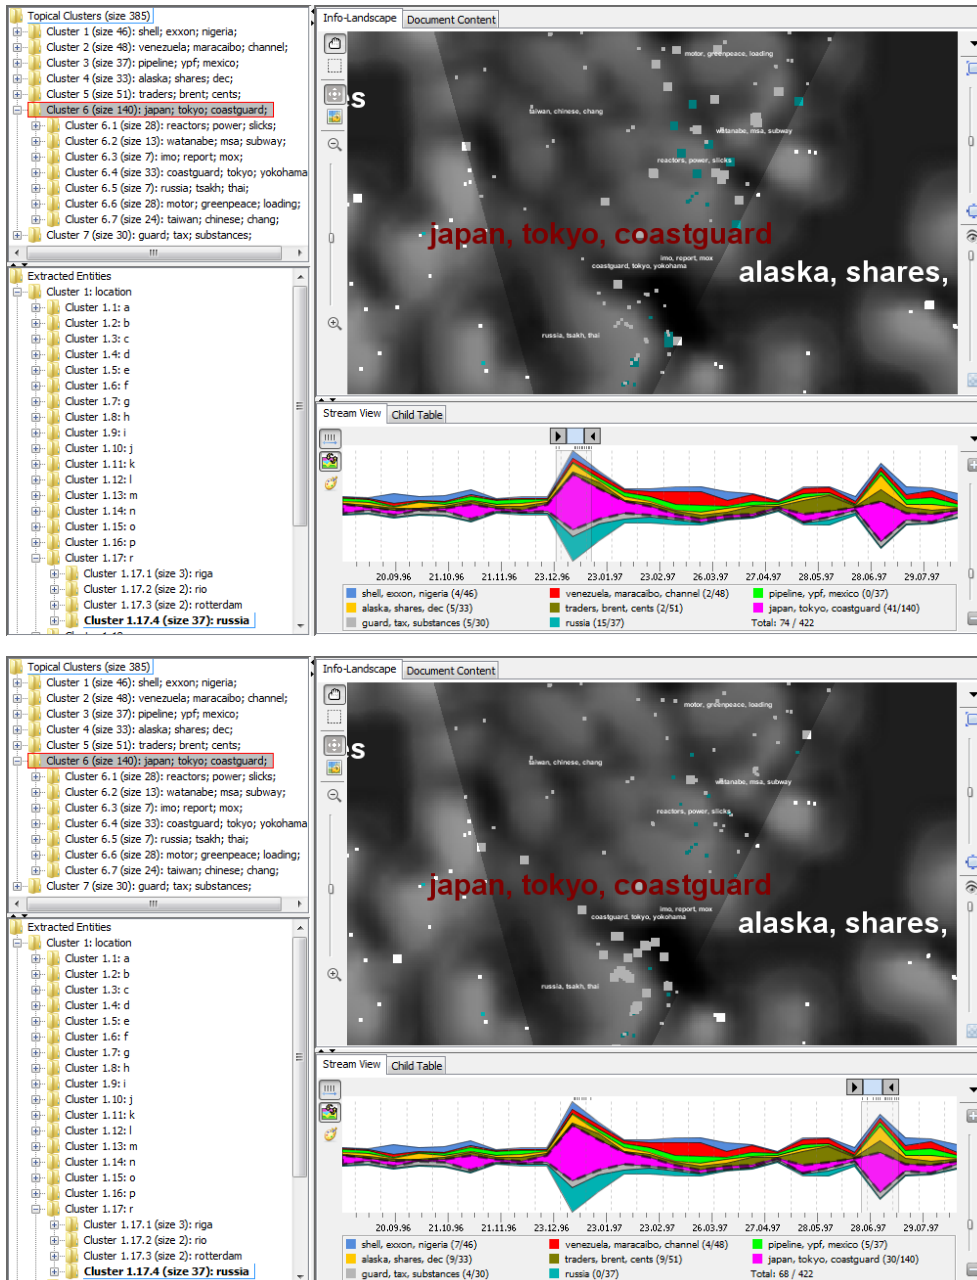 Topical Clusters (size 385)
Cluster 1 (size 46): shell; exxon; nigeria;
Cluster 2 (size 48): venezuela; maracaibo; channel;
Cluster 3 (size 37): pipeline; ypf; mexico;
Cluster 4 (size 33): alaska; shares; dec;
Cluster 5 (size 51): traders; brent; cents;
Cluster 6 (size 140): japan; tokyo; coastguard;
Cluster 6.1 (size 28): reactors; power; slicks;
Cluster 6.2 (size 13): watanabe; msa; subway;
Cluster 6.3 (size 7): imo; report; mox;
Cluster 6.4 (size 33): coastguard; tokyo; yokohama
Cluster 6.5 (size 7): russia; tsakh; thai;
Cluster 6.6 (size 28): motor; greenpeace; loading;
Cluster 6.7 (size 24): taiwan; chinese; chang;
Cluster 7 (size 30): guard; tax; substances;
Extracted Entities
Cluster 1: location
Cluster 1.1: a
Cluster 1.2: b
Cluster 1.3: c
Cluster 1.4: d
Cluster 1.5: e
Cluster 1.6: f
Cluster 1.7: g
Cluster 1.8: h
Cluster 1.9: i
Cluster 1.10: j
Cluster 1.11: k
Cluster 1.12: l
Cluster 1.13: m
Cluster 1.14: n
Cluster 1.15: o
Cluster 1.16: p
Cluster 1.17: r
Cluster 1.17.1 (size 3): riga
Cluster 1.17.2 (size 2): rio
Cluster 1.17.3 (size 2): rotterdam
Cluster 1.17.4 (size 37): russia
Info-Landscape Document Content
motor, greenpeace, loading
es
taiwan, chinese, chang
watanabe, msa, subway
reactors, power, slicks
japan, tokyo, coastguard
imo, report, mox
coastguard, tokyo, yokohama
alaska, shares,
russia, tsakh, thai
Stream View Child Table
20.09.96 21.10.96 21.11.96 23.12.96 23.01.97 23.02.97 26.03.97 27.04.97 28.05.97 28.06.97 29.07.97
shell, exxon, nigeria (4/46) venezuela, maracaibo, channel (2/48) pipeline, ypf, mexico (0/37)
alaska, shares, dec (5/33) traders, brent, cents (2/51) japan, tokyo, coastguard (41/140)
guard, tax, substances (5/30) russia (15/37) Total: 74 / 422
Topical Clusters (size 385)
Cluster 1 (size 46): shell; exxon; nigeria;
Cluster 2 (size 48): venezuela; maracaibo; channel;
Cluster 3 (size 37): pipeline; ypf; mexico;
Cluster 4 (size 33): alaska; shares; dec;
Cluster 5 (size 51): traders; brent; cents;
Cluster 6 (size 140): japan; tokyo; coastguard;
Cluster 6.1 (size 28): reactors; power; slicks;
Cluster 6.2 (size 13): watanabe; msa; subway;
Cluster 6.3 (size 7): imo; report; mox;
Cluster 6.4 (size 33): coastguard; tokyo; yokohama
Cluster 6.5 (size 7): russia; tsakh; thai;
Cluster 6.6 (size 28): motor; greenpeace; loading;
Cluster 6.7 (size 24): taiwan; chinese; chang;
Cluster 7 (size 30): guard; tax; substances;
Extracted Entities
Cluster 1: location
Cluster 1.1: a
Cluster 1.2: b
Cluster 1.3: c
Cluster 1.4: d
Cluster 1.5: e
Cluster 1.6: f
Cluster 1.7: g
Cluster 1.8: h
Cluster 1.9: i
Cluster 1.10: j
Cluster 1.11: k
Cluster 1.12: l
Cluster 1.13: m
Cluster 1.14: n
Cluster 1.15: o
Cluster 1.16: p
Cluster 1.17: r
Cluster 1.17.1 (size 3): riga
Cluster 1.17.2 (size 2): rio
Cluster 1.17.3 (size 2): rotterdam
Cluster 1.17.4 (size 37): russia
Info-Landscape Document Content
motor, greenpeace, loading
es
taiwan, chinese, chang
watanabe, msa, subway
reactors, power, slicks
japan, tokyo, coastguard
imo, report, mox
coastguard, tokyo, yokohama
alaska, shares,
russia, tsakh, thai
Stream View Child Table
20.09.96 21.10.96 21.11.96 23.12.96 23.01.97 23.02.97 26.03.97 27.04.97 28.05.97 28.06.97 29.07.97
shell, exxon, nigeria (7/46) venezuela, maracaibo, channel (4/48) pipeline, ypf, mexico (5/37)
alaska, shares, dec (9/33) traders, brent, cents (9/51) japan, tokyo, coastguard (30/140)
guard, tax, substances (4/30) russia (0/37) Total: 68 / 422